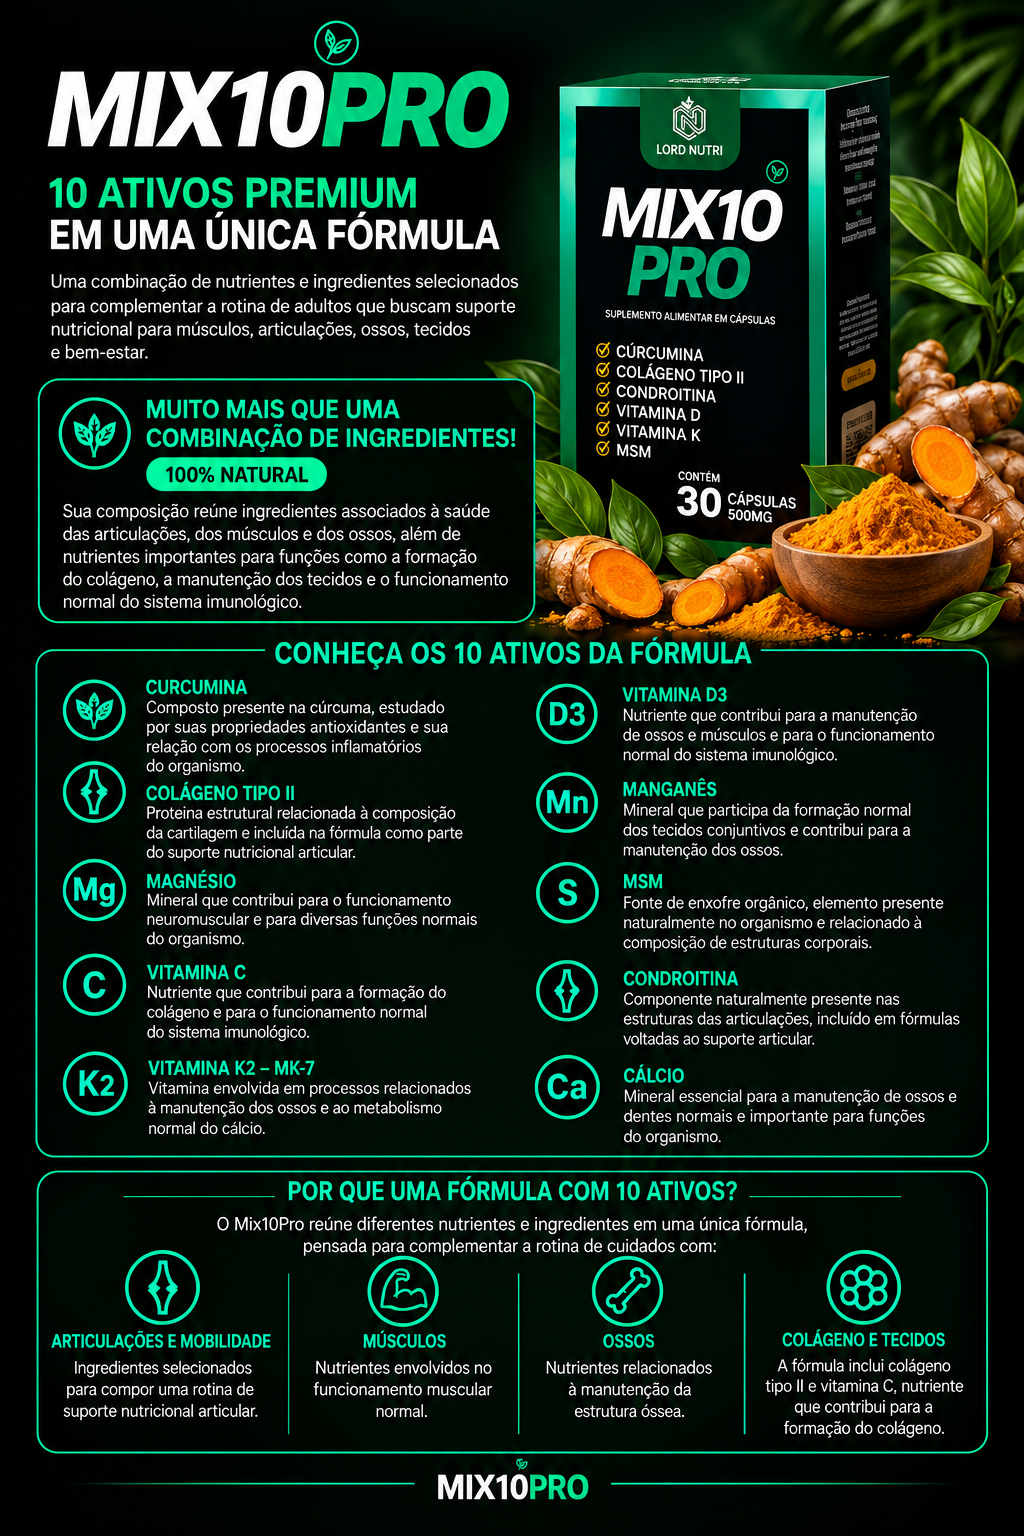 MIX10PRO
10 ATIVOS PREMIUM
EM UMA ÚNICA FÓRMULA
Uma combinação de nutrientes e ingredientes selecionados
para complementar a rotina de adultos que buscam suporte
nutricional para músculos, articulações, ossos, tecidos
e bem-estar.
LORD NUTRI
MIX10
PRO
SUPLEMENTO ALIMENTAR EM CÁPSULAS
CÚRCUMINA
COLÁGENO TIPO II
CONDROITINA
VITAMINA D
VITAMINA K
MSM
CONTÉM
30 CÁPSULAS
500MG
MUITO MAIS QUE UMA
COMBINAÇÃO DE INGREDIENTES!
100% NATURAL
Sua composição reúne ingredientes associados à saúde
das articulações, dos músculos e dos ossos, além de
nutrientes importantes para funções como a formação
do colágeno, a manutenção dos tecidos e o funcionamento
normal do sistema imunológico.
CONHEÇA OS 10 ATIVOS DA FÓRMULA
CURCUMINA
Composto presente na cúrcuma, estudado
por suas propriedades antioxidantes e sua
relação com os processos inflamatórios
do organismo.
COLÁGENO TIPO II
Proteina estrutural relacionada à composição
da cartilagem e incluída na fórmula como parte
do suporte nutricional articular.
Mg
MAGNÉSIO
Mineral que contribui para o funcionamento
neuromuscular e para diversas funções normais
do organismo.
C
VITAMINA C
Nutriente que contribui para a formação do
colágeno e para o funcionamento normal
do sistema imunológico.
K2
VITAMINA K2 – MK-7
Vitamina envolvida em processos relacionados
à manutenção dos ossos e ao metabolismo
normal do cálcio.
D3
VITAMINA D3
Nutriente que contribui para a manutenção
de ossos e músculos e para o funcionamento
normal do sistema imunológico.
Mn
MANGANÊS
Mineral que participa da formação normal
dos tecidos conjuntivos e contribui para a
manutenção dos ossos.
S
MSM
Fonte de enxofre orgânico, elemento presente
naturalmente no organismo e relacionado à
composição de estruturas corporais.
CONDROITINA
Componente naturalmente presente nas
estruturas das articulações, incluído em fórmulas
voltadas ao suporte articular.
Ca
CÁLCIO
Mineral essencial para a manutenção de ossos e
dentes normais e importante para funções
do organismo.
POR QUE UMA FÓRMULA COM 10 ATIVOS?
O Mix10Pro reúne diferentes nutrientes e ingredientes em uma única fórmula,
pensada para complementar a rotina de cuidados com:
ARTICULAÇÕES E MOBILIDADE
Ingredientes selecionados
para compor uma rotina de
suporte nutricional articular.
MÚSCULOS
Nutrientes envolvidos no
funcionamento muscular
normal.
OSSOS
Nutrientes relacionados
à manutenção da
estrutura óssea.
COLÁGENO E TECIDOS
A fórmula inclui colágeno
tipo II e vitamina C, nutriente
que contribui para a
formação do colágeno.
MIX10PRO